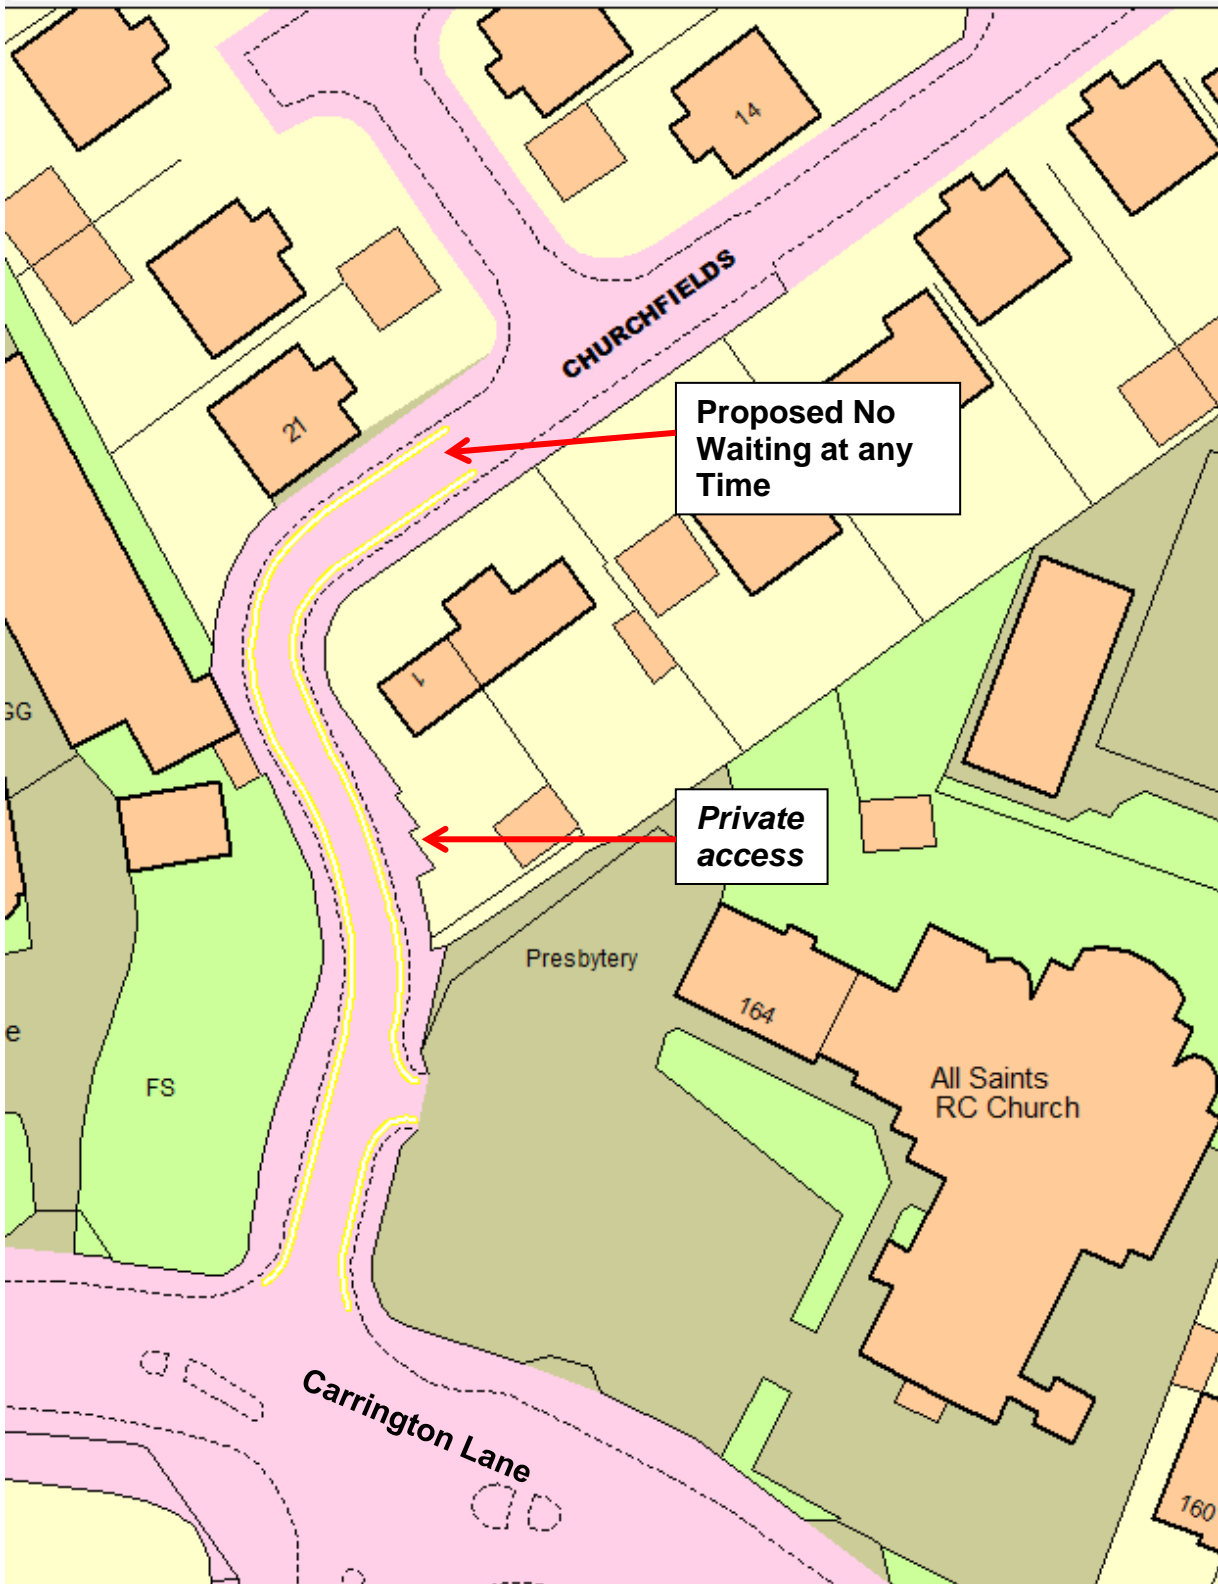 14
CHURCHFIELDS
Proposed No
Waiting at any
Time
21
1
GG
Private
access
Presbytery
164
e
All Saints
RC Church
FS
Carrington Lane
160